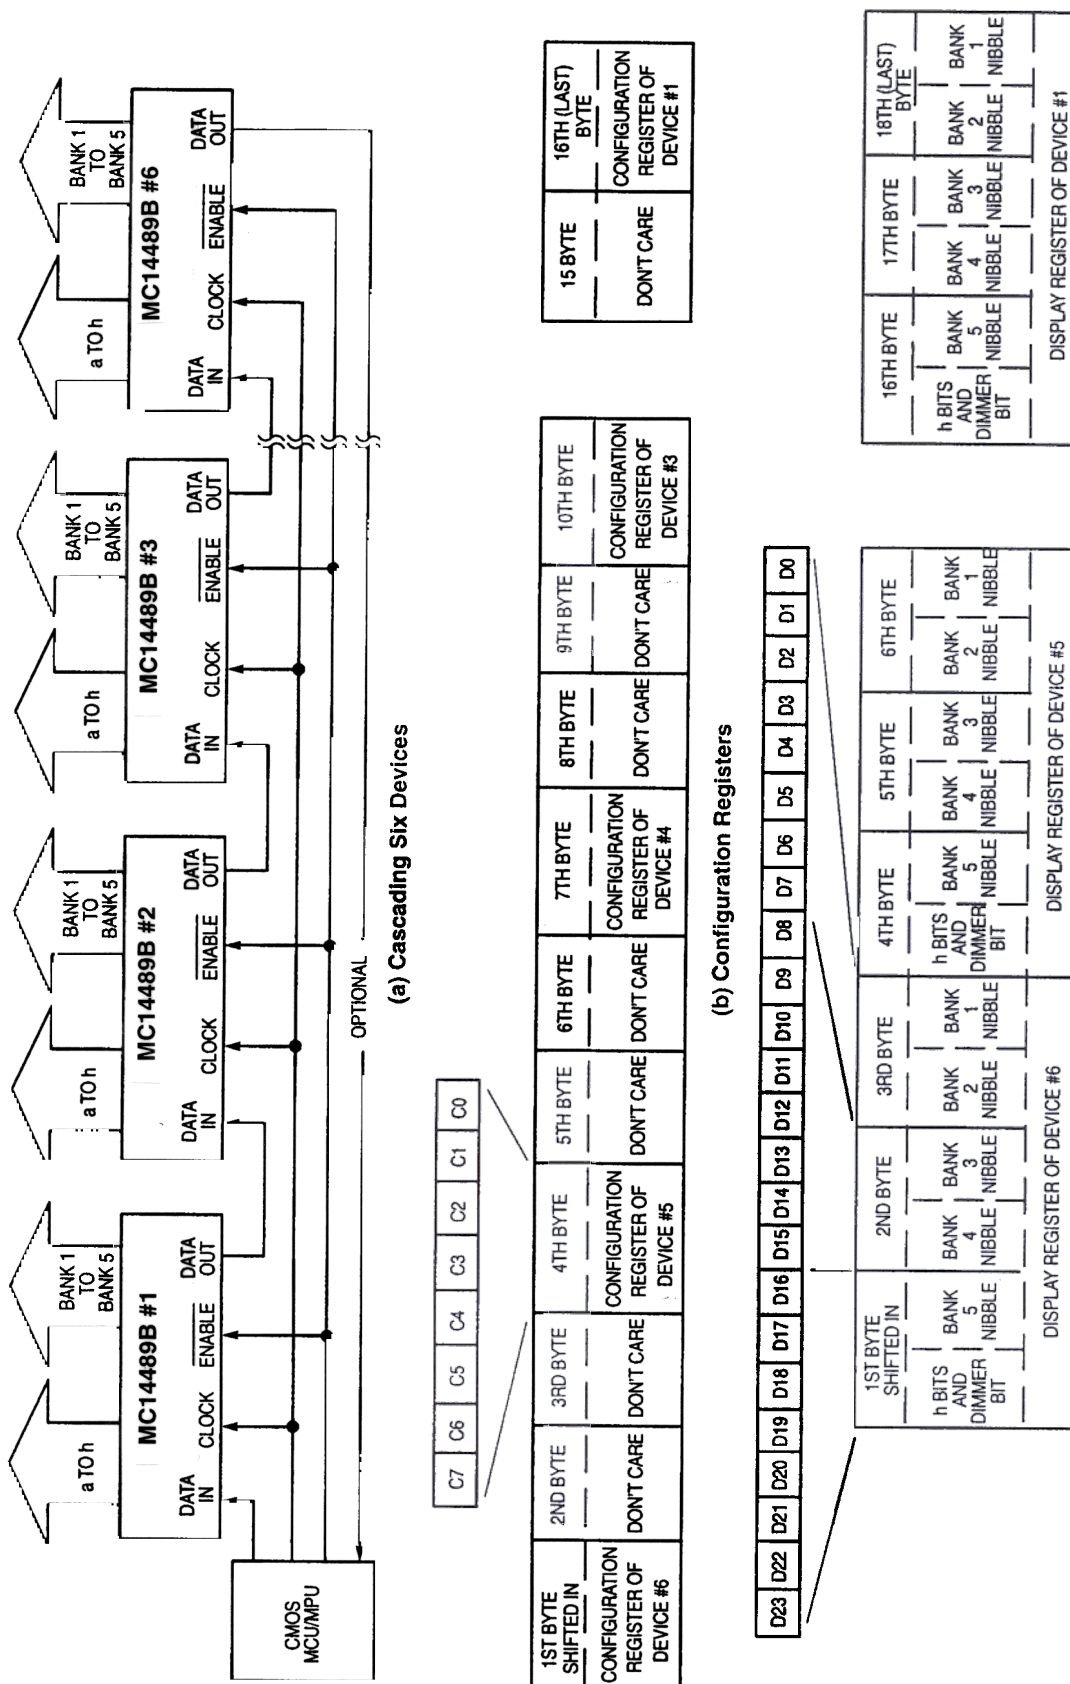 BANK 1
TO
BANK 5
a TO h
MC14489B #1
DATA
IN
CLOCK
ENABLE
DATA
OUT
BANK 1
TO
BANK 5
a TO h
MC14489B #2
DATA
IN
CLOCK
ENABLE
DATA
OUT
BANK 1
TO
BANK 5
a TO h
MC14489B #3
DATA
IN
CLOCK
ENABLE
DATA
OUT
BANK 1
TO
BANK 5
a TO h
MC14489B #6
DATA
IN
CLOCK
ENABLE
DATA
OUT
CMOS
MCU/MPU
OPTIONAL
(a) Cascading Six Devices
C7 C6 C5 C4 C3 C2 C1 C0
1ST BYTE
SHIFTED IN
CONFIGURATION
REGISTER OF
DEVICE #6
2ND BYTE
DON'T CARE
3RD BYTE
DON'T CARE
4TH BYTE
CONFIGURATION
REGISTER OF
DEVICE #5
5TH BYTE
DON'T CARE
6TH BYTE
DON'T CARE
7TH BYTE
CONFIGURATION
REGISTER OF
DEVICE #4
8TH BYTE
DON'T CARE
9TH BYTE
DON'T CARE
10TH BYTE
CONFIGURATION
REGISTER OF
DEVICE #3
15 BYTE
DON'T CARE
16TH (LAST)
BYTE
CONFIGURATION
REGISTER OF
DEVICE #1
(b) Configuration Registers
D23 D22 D21 D20 D19 D18 D17 D16 D15 D14 D13 D12 D11 D10 D9 D8 D7 D6 D5 D4 D3 D2 D1 D0
1ST BYTE
SHIFTED IN
h BITS
AND
DIMMER
BIT
BANK
5
NIBBLE
2ND BYTE
BANK
4
NIBBLE
BANK
3
NIBBLE
3RD BYTE
BANK
2
NIBBLE
BANK
1
NIBBLE
DISPLAY REGISTER OF DEVICE #6
4TH BYTE
h BITS
AND
DIMMER
BIT
BANK
5
NIBBLE
5TH BYTE
BANK
4
NIBBLE
BANK
3
NIBBLE
6TH BYTE
BANK
2
NIBBLE
BANK
1
NIBBLE
DISPLAY REGISTER OF DEVICE #5
16TH BYTE
h BITS
AND
DIMMER
BIT
BANK
5
NIBBLE
17TH BYTE
BANK
4
NIBBLE
BANK
3
NIBBLE
18TH (LAST)
BYTE
BANK
2
NIBBLE
BANK
1
NIBBLE
DISPLAY REGISTER OF DEVICE #1